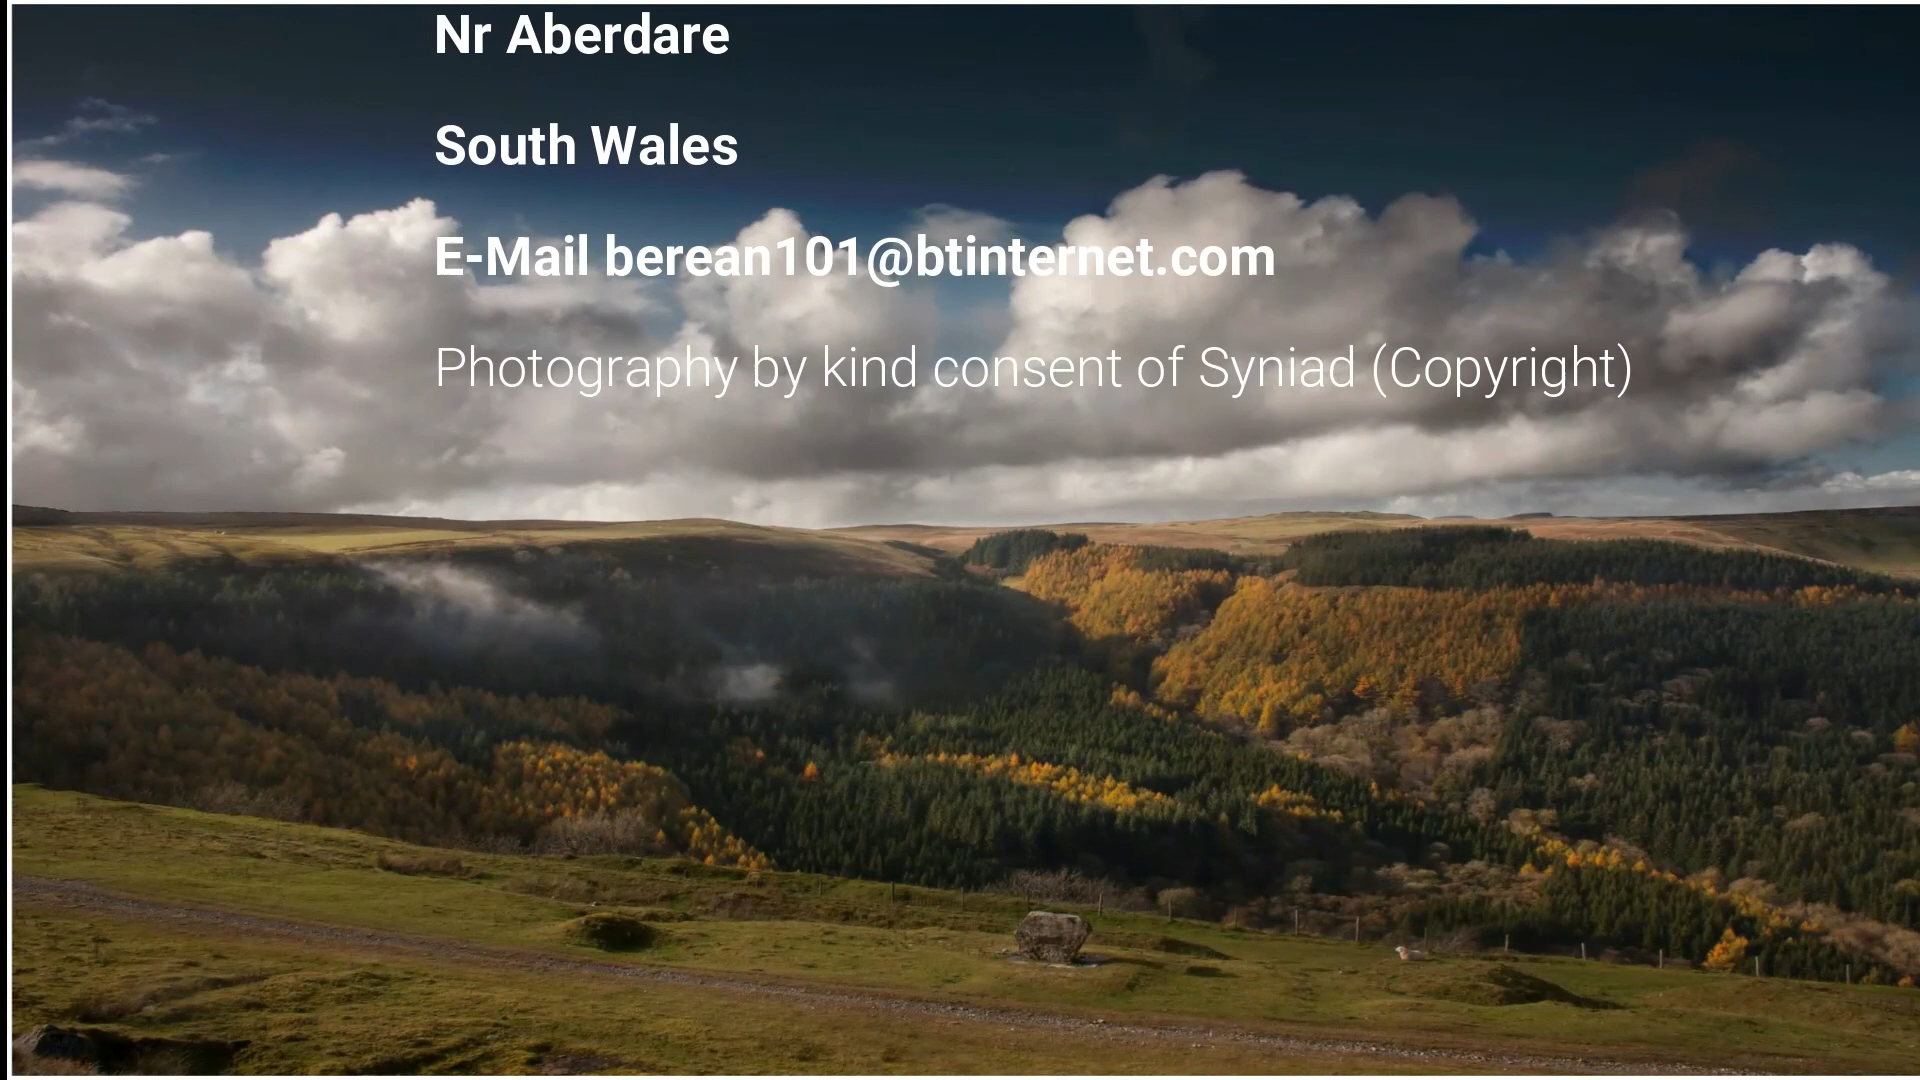 Nr Aberdare
South Wales
E-Mail berean101@btinternet.com
Photography by kind consent of Syniad (Copyright)